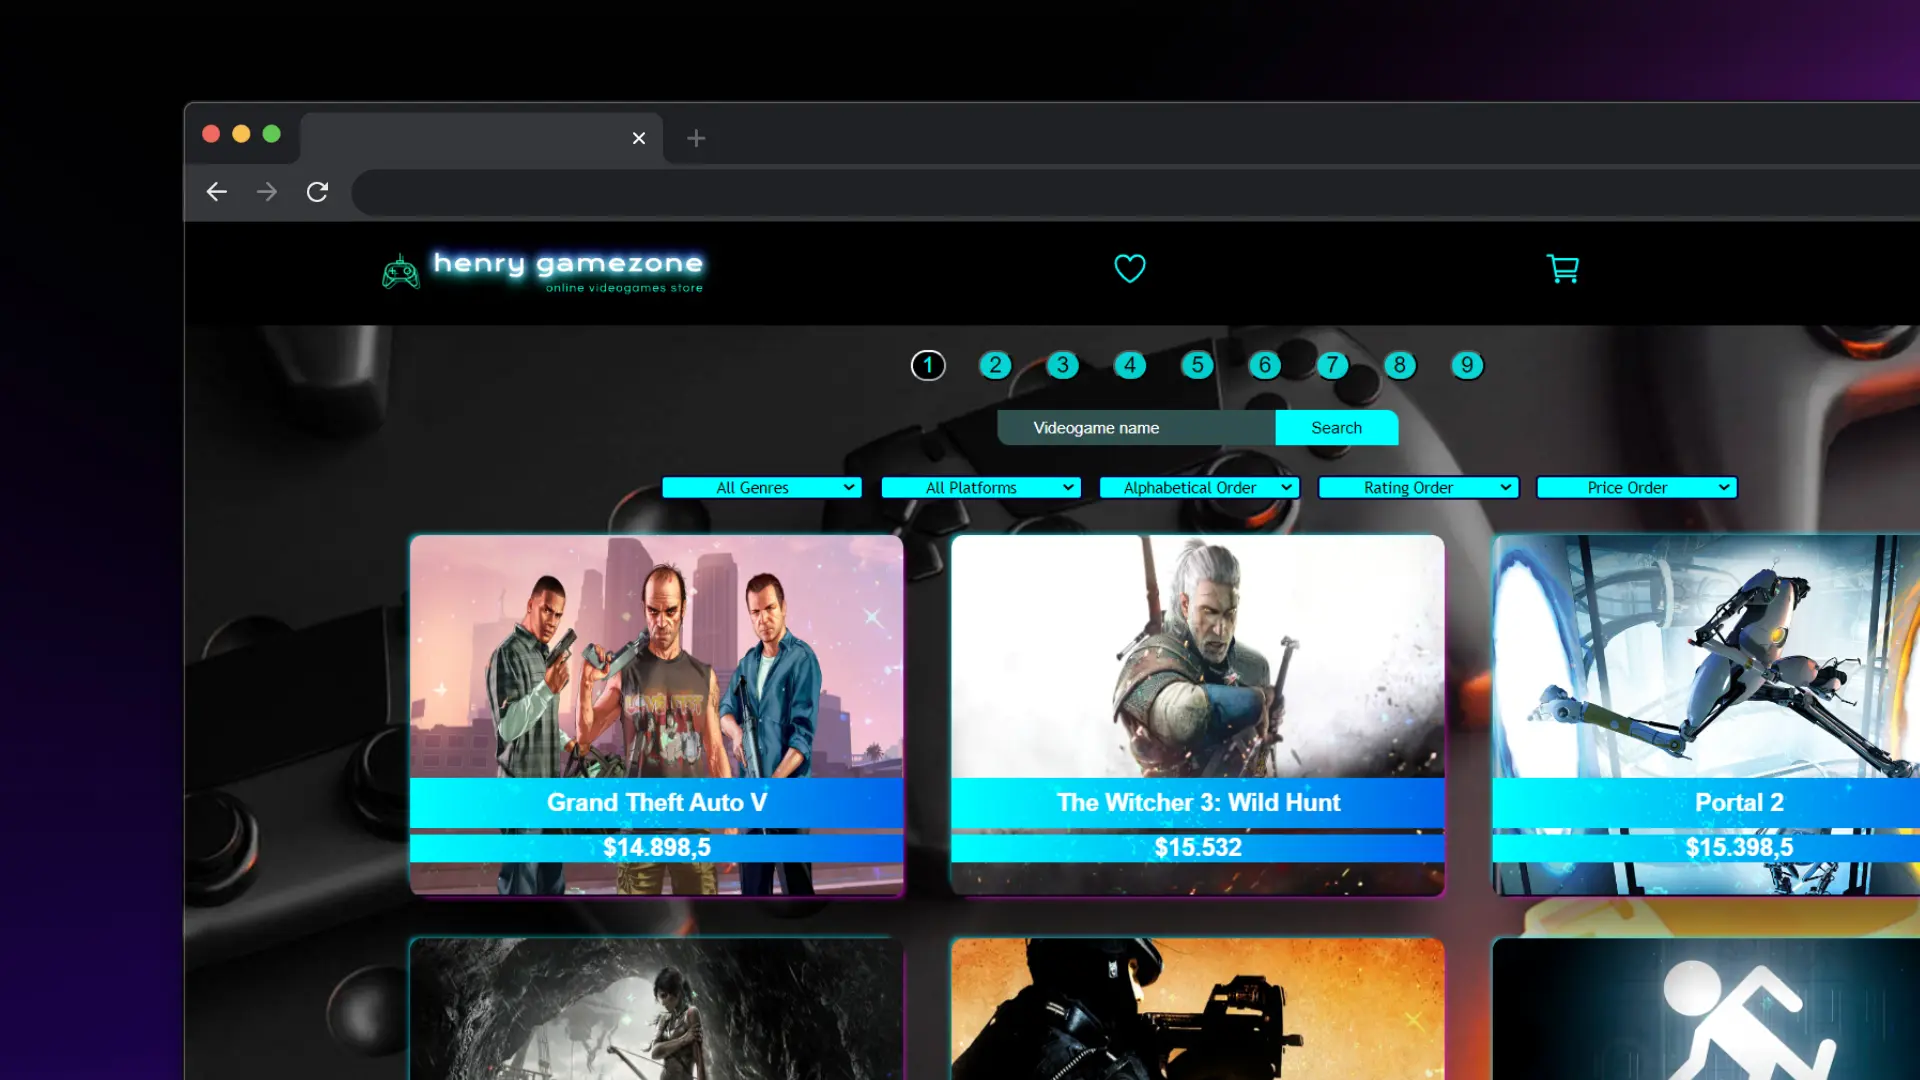 henry gamezone
online videogames store
1 2 3 4 5 6 7 8 9
Videogame name Search
All Genres All Platforms Alphabetical Order Rating Order Price Order
Grand Theft Auto V The Witcher 3: Wild Hunt Portal 2
$14.898,5 $15.532 $15.398,5